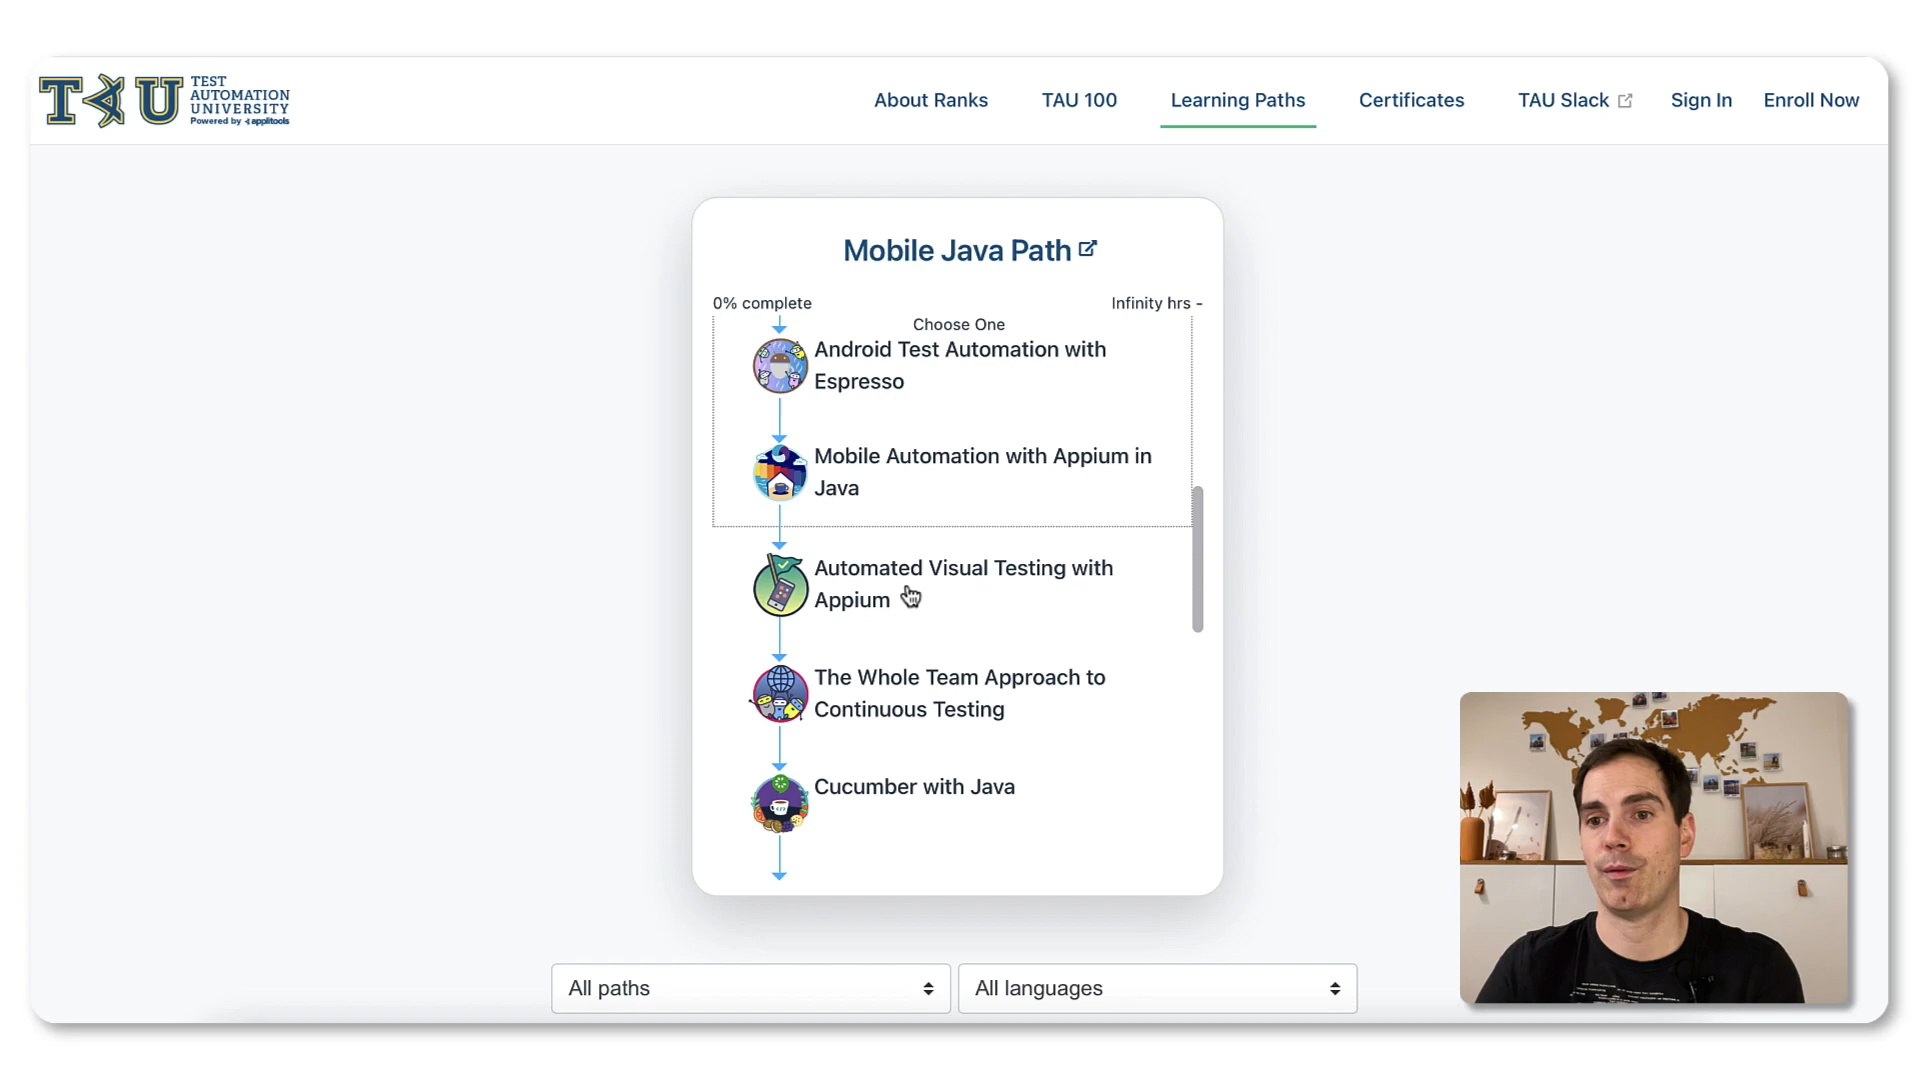 TAU TEST
AUTOMATION
UNIVERSITY
Powered by applitools
About Ranks TAU 100 Learning Paths Certificates TAU Slack Sign In Enroll Now
Mobile Java Path
0% complete Infinity hrs -
Choose One
Android Test Automation with
Espresso
Mobile Automation with Appium in
Java
Automated Visual Testing with
Appium
The Whole Team Approach to
Continuous Testing
Cucumber with Java
All paths All languages